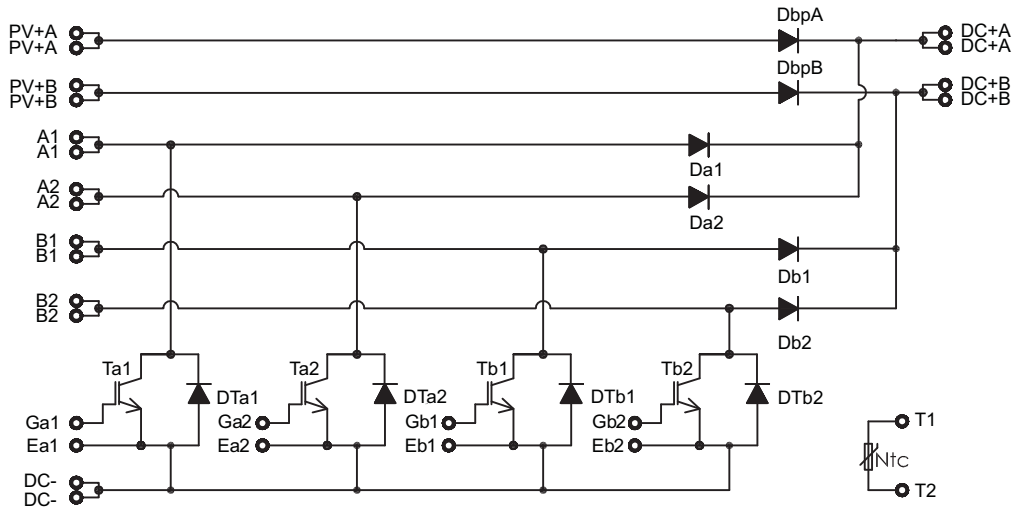 DbpA
PV+A
PV+A
DC+A
DC+A
DbpB
PV+B
PV+B
DC+B
DC+B
A1
A1
Da1
A2
A2
Da2
B1
B1
Db1
B2
B2
Db2
Ta1
Ta2
Tb1
Tb2
DTa1
DTa2
DTb1
DTb2
Ga1
Ga2
Gb1
Gb2
T1
Ea1
Ea2
Eb1
Eb2
Ntc
DC-
DC-
T2